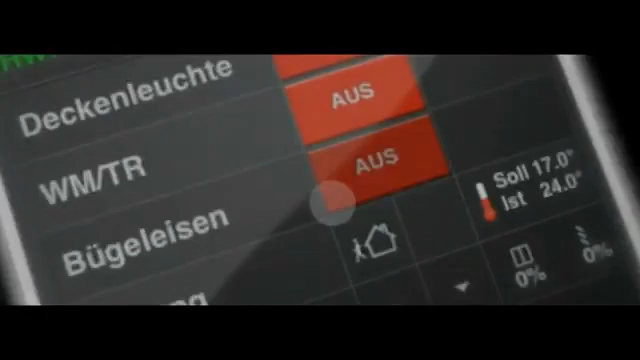 Deckenleuchte
AUS
WM/TR
AUS
Bügeleisen
Soll 17.0°
Ist 24.0°
0%
0%